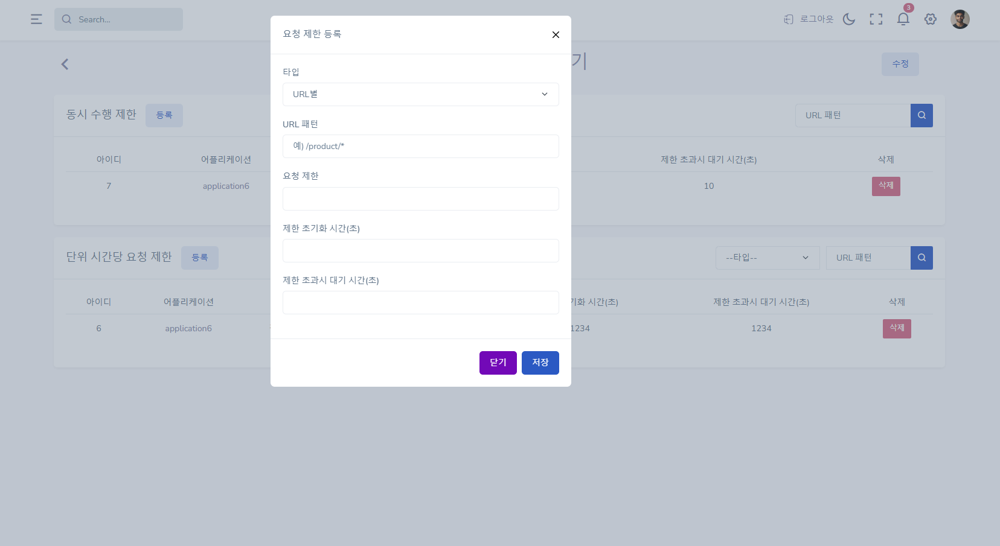 Search...
로그아웃
3
기
수정
동시 수행 제한
등록
URL 패턴
아이디
어플리케이션
제한 초과시 대기 시간(초)
삭제
7
application6
10
삭제
단위 시간당 요청 제한
등록
--타입--
URL 패턴
아이디
어플리케이션
기화 시간(초)
제한 초과시 대기 시간(초)
삭제
6
application6
1234
1234
삭제
요청 제한 등록
타입
URL별
URL 패턴
예) /product/*
요청 제한
제한 초기화 시간(초)
제한 초과시 대기 시간(초)
닫기
저장